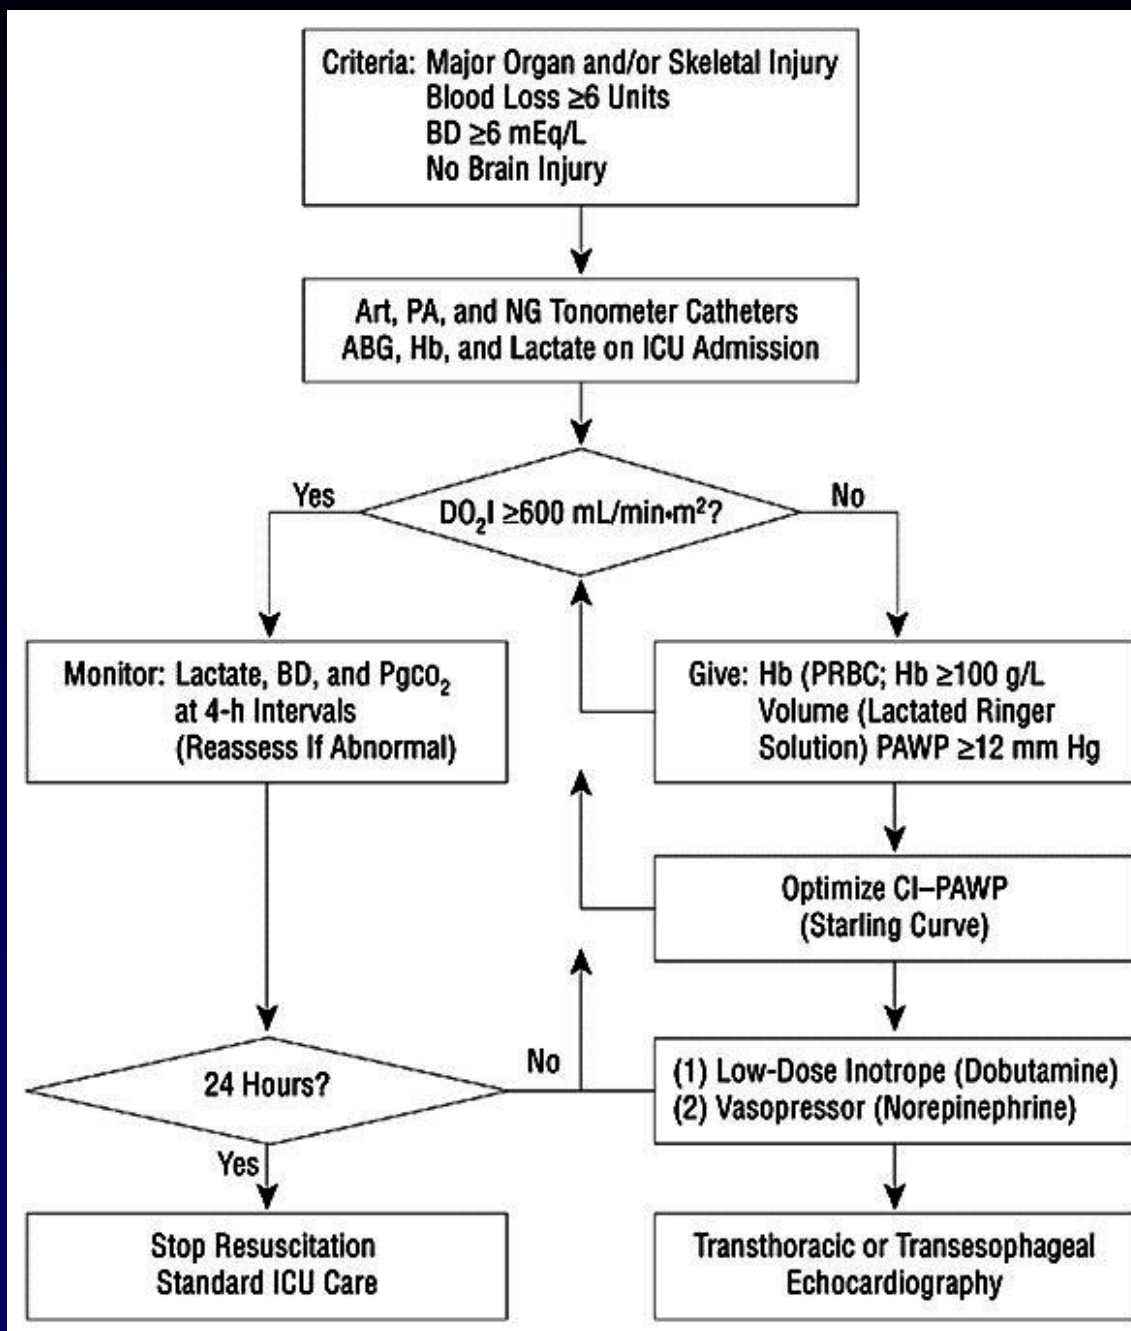 Criteria: Major Organ and/or Skeletal Injury
Blood Loss ≥6 Units
BD ≥6 mEq/L
No Brain Injury
Art, PA, and NG Tonometer Catheters
ABG, Hb, and Lactate on ICU Admission
Yes
DO₂I ≥600 mL/min•m²?
No
Monitor: Lactate, BD, and PgCO₂
at 4-h Intervals
(Reassess If Abnormal)
Give: Hb (PRBC; Hb ≥100 g/L
Volume (Lactated Ringer
Solution) PAWP ≥12 mm Hg
Optimize CI–PAWP
(Starling Curve)
24 Hours?
No
(1) Low-Dose Inotrope (Dobutamine)
(2) Vasopressor (Norepinephrine)
Yes
Stop Resuscitation
Standard ICU Care
Transthoracic or Transesophageal
Echocardiography